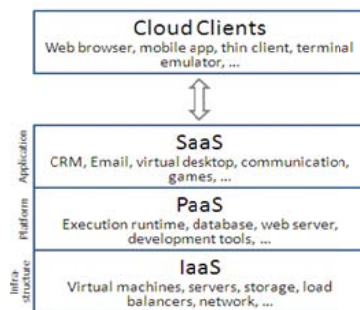 Cloud Clients
Web browser, mobile app, thin client, terminal
emulator, ...
Application
SaaS
CRM, Email, virtual desktop, communication,
games, ...
Platform
PaaS
Execution runtime, database, web server,
development tools, ...
Infra-
structure
IaaS
Virtual machines, servers, storage, load
balancers, network, ...